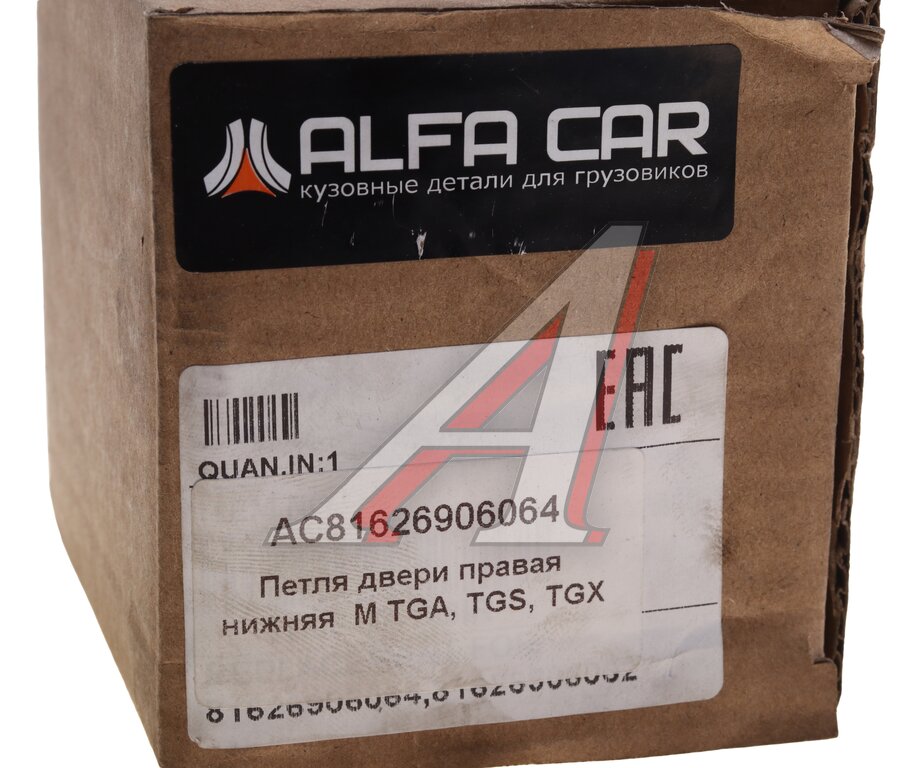 ALFA CAR
кузовные детали для грузовиков
EAC
QUAN.IN:1
AC81626906064
Петля двери правая
нижняя М TGA, TGS, TGX